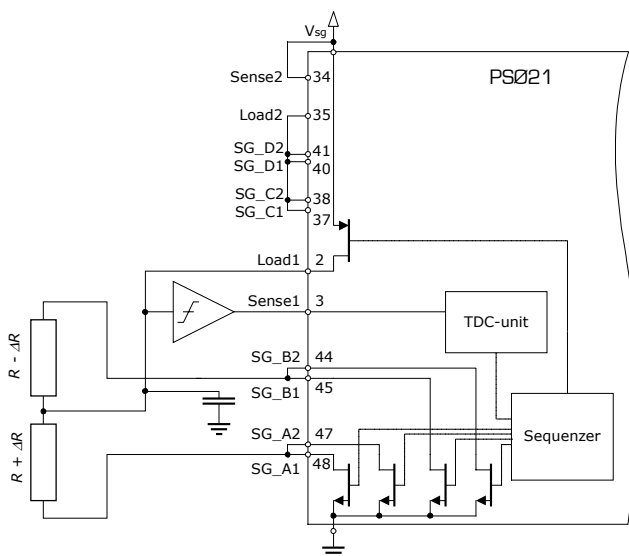 Vsg
PSØ21
Sense2 34
Load2 35
SG_D2 41
SG_D1 40
SG_C2 38
SG_C1 37
Load1 2
Sense1 3
TDC-unit
R - ΔR
SG_B2 44
SG_B1 45
SG_A2 47
SG_A1 48
Sequenzer
R + ΔR